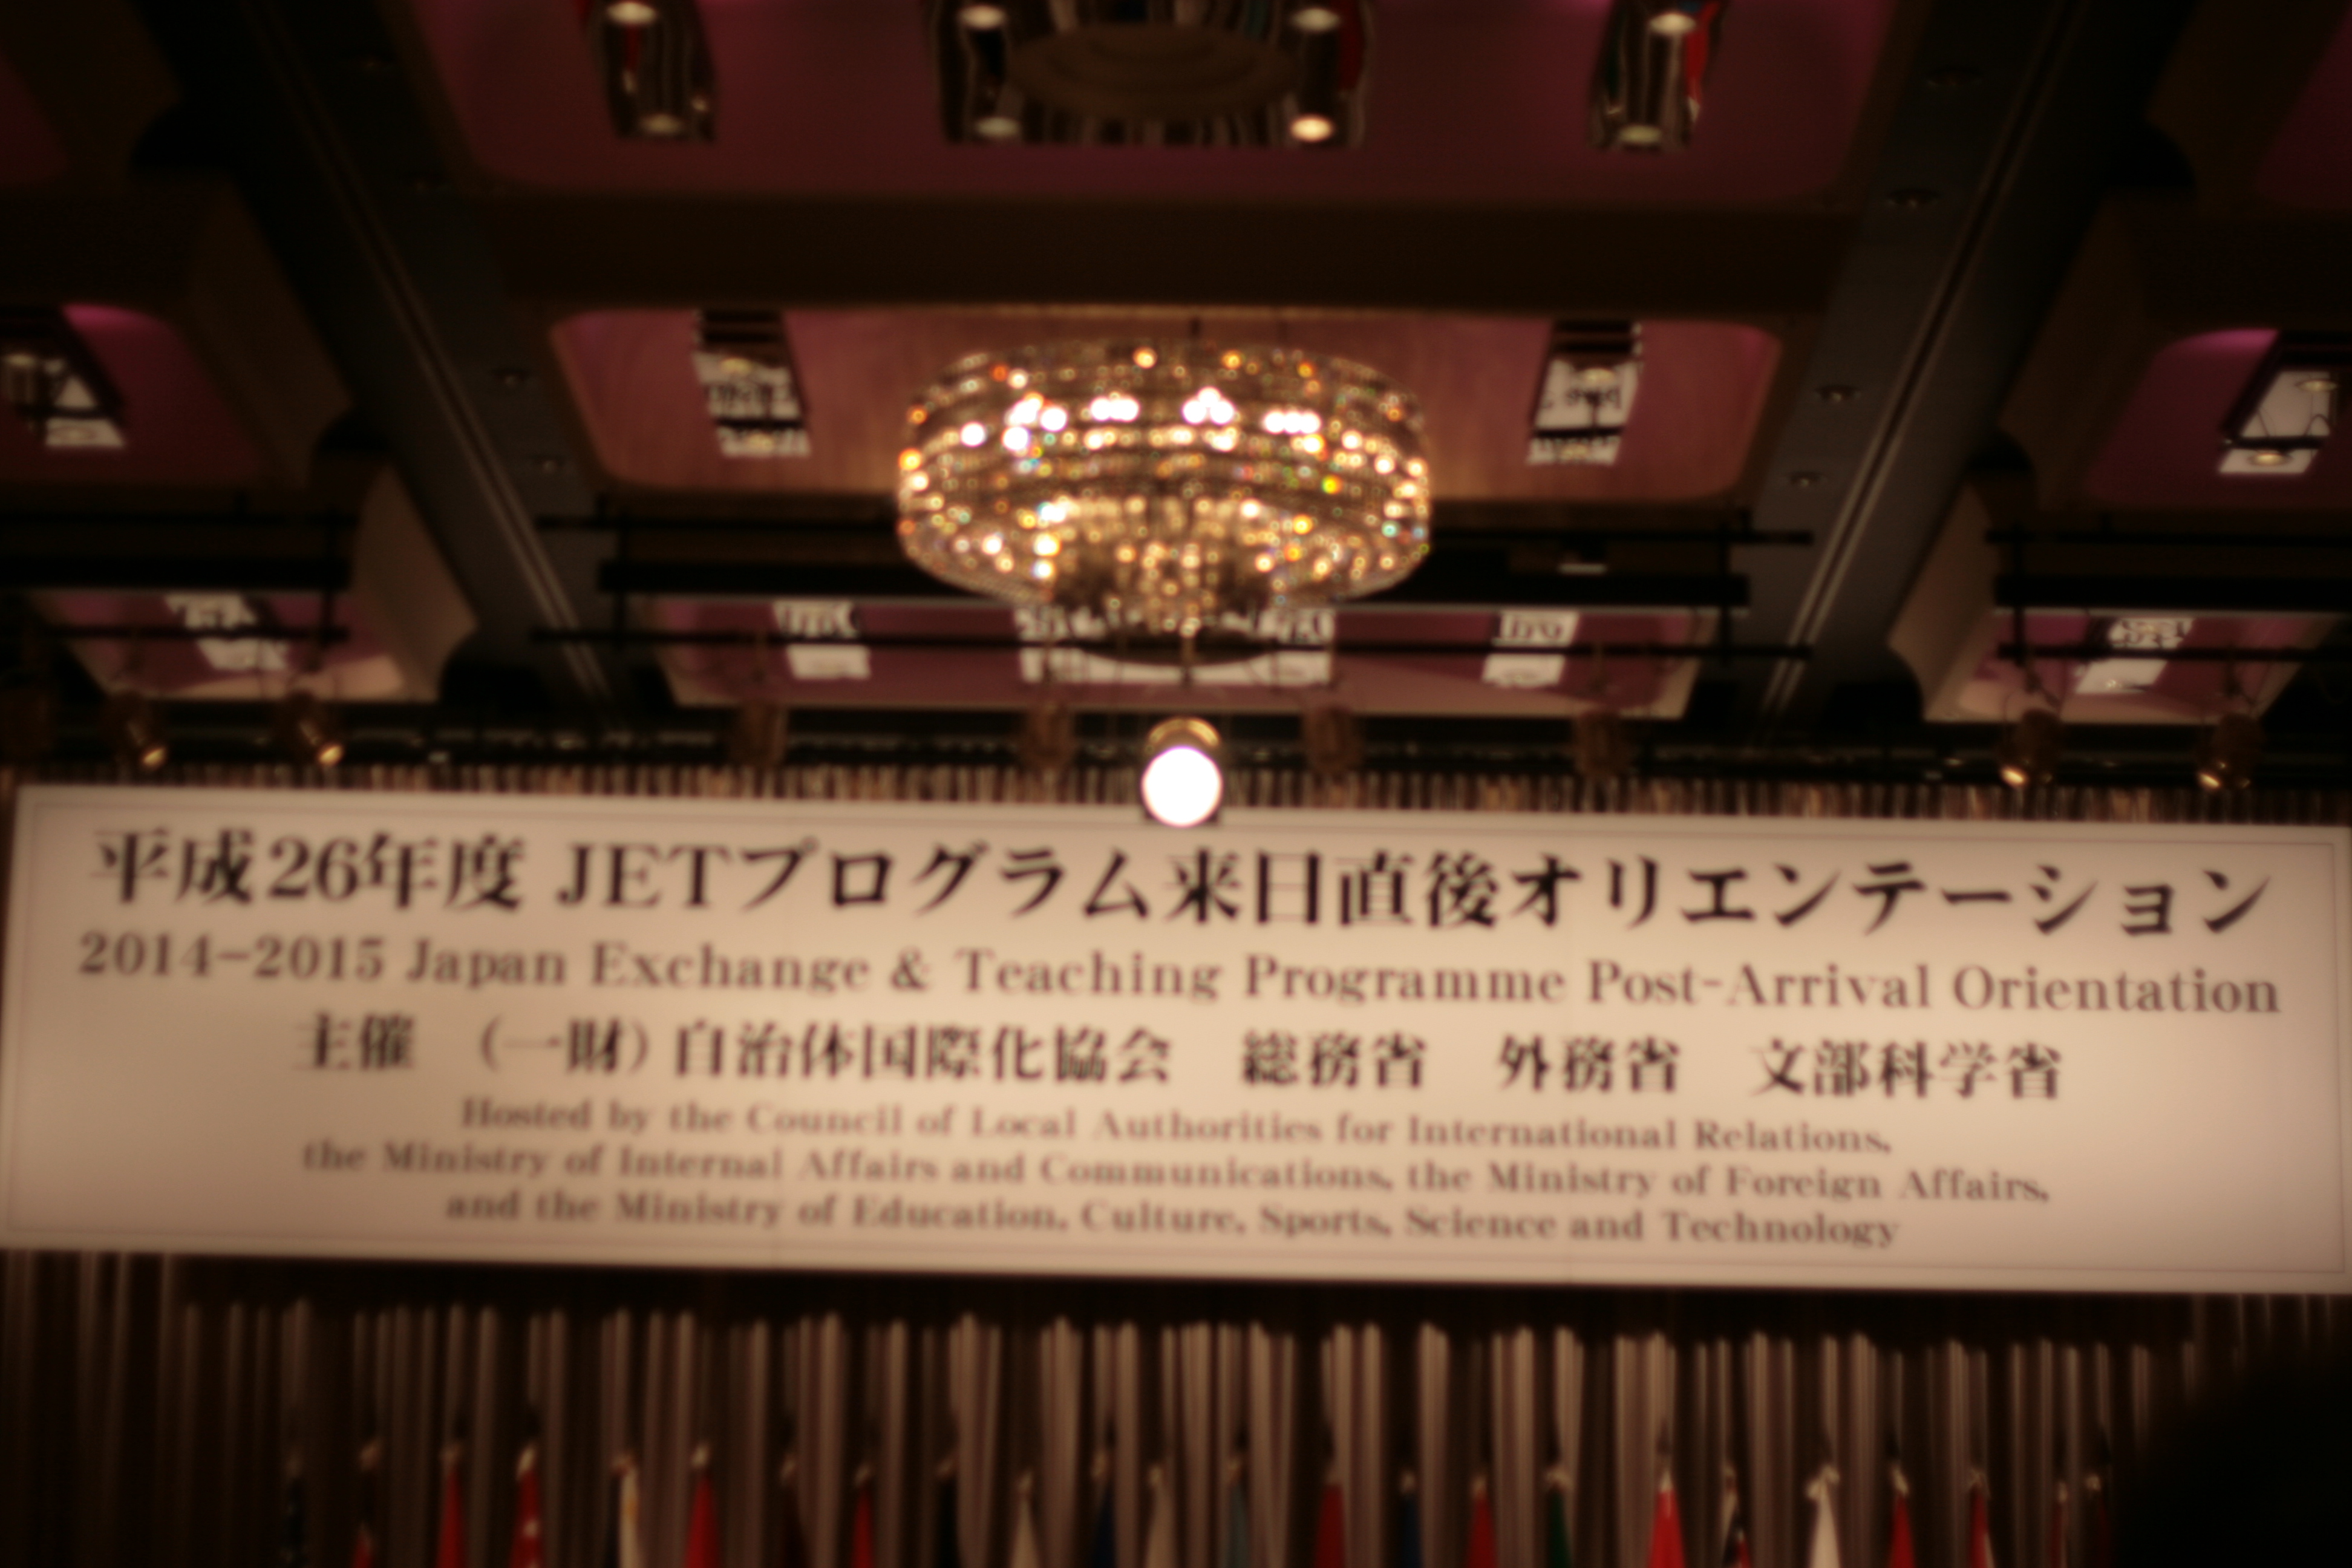 平成26年度 JETプログラム来日直後オリエンテーション
2014-2015 Japan Exchange & Teaching Programme Post-Arrival Orientation
主催　(一財)自治体国際化協会　総務省　外務省　文部科学省
Hosted by the Council of Local Authorities for International Relations,
the Ministry of Internal Affairs and Communications, the Ministry of Foreign Affairs,
and the Ministry of Education, Culture, Sports, Science and Technology